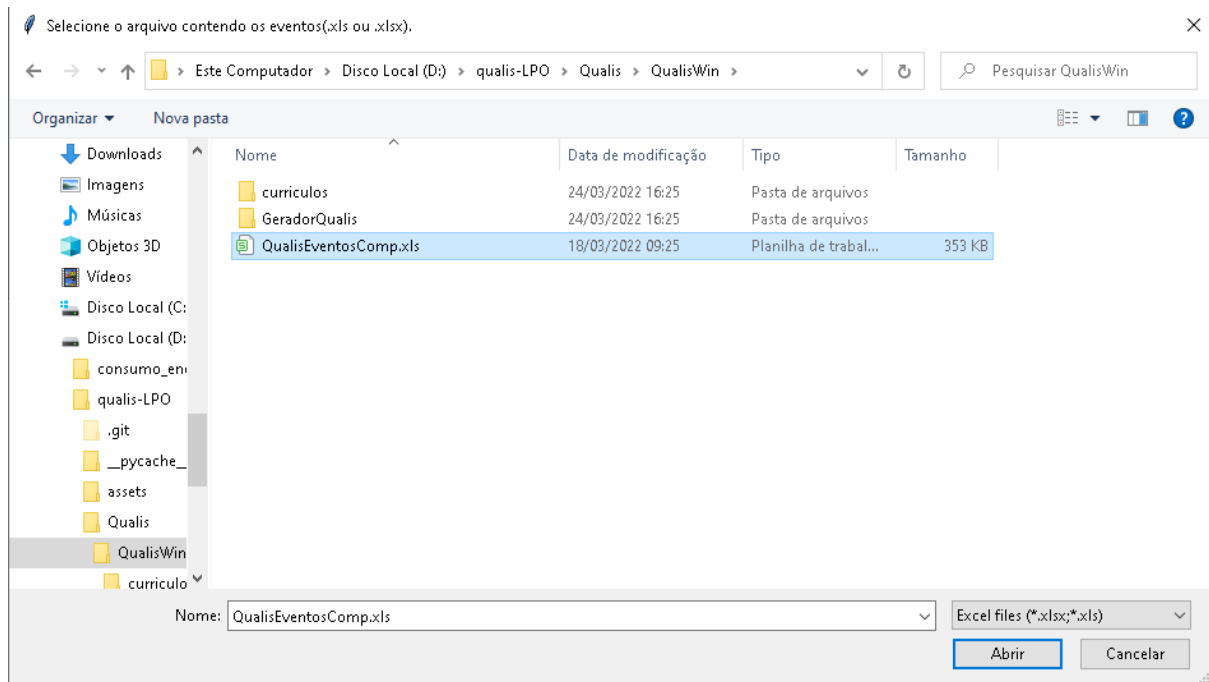 Selecione o arquivo contendo os eventos(.xls ou .xlsx).
Este Computador > Disco Local (D:) > qualis-LPO > Qualis > QualisWin >
Pesquisar QualisWin
Organizar
Nova pasta
Downloads
Imagens
Músicas
Objetos 3D
Vídeos
Disco Local (C:
Disco Local (D:
consumo_en
qualis-LPO
.git
__pycache_
assets
Qualis
QualisWin
curriculo
Nome Data de modificação Tipo Tamanho
curriculos 24/03/2022 16:25 Pasta de arquivos
GeradorQualis 24/03/2022 16:25 Pasta de arquivos
QualisEventosComp.xls 18/03/2022 09:25 Planilha de trabal... 353 KB
Nome: QualisEventosComp.xls
Excel files (*.xlsx;*.xls)
Abrir
Cancelar